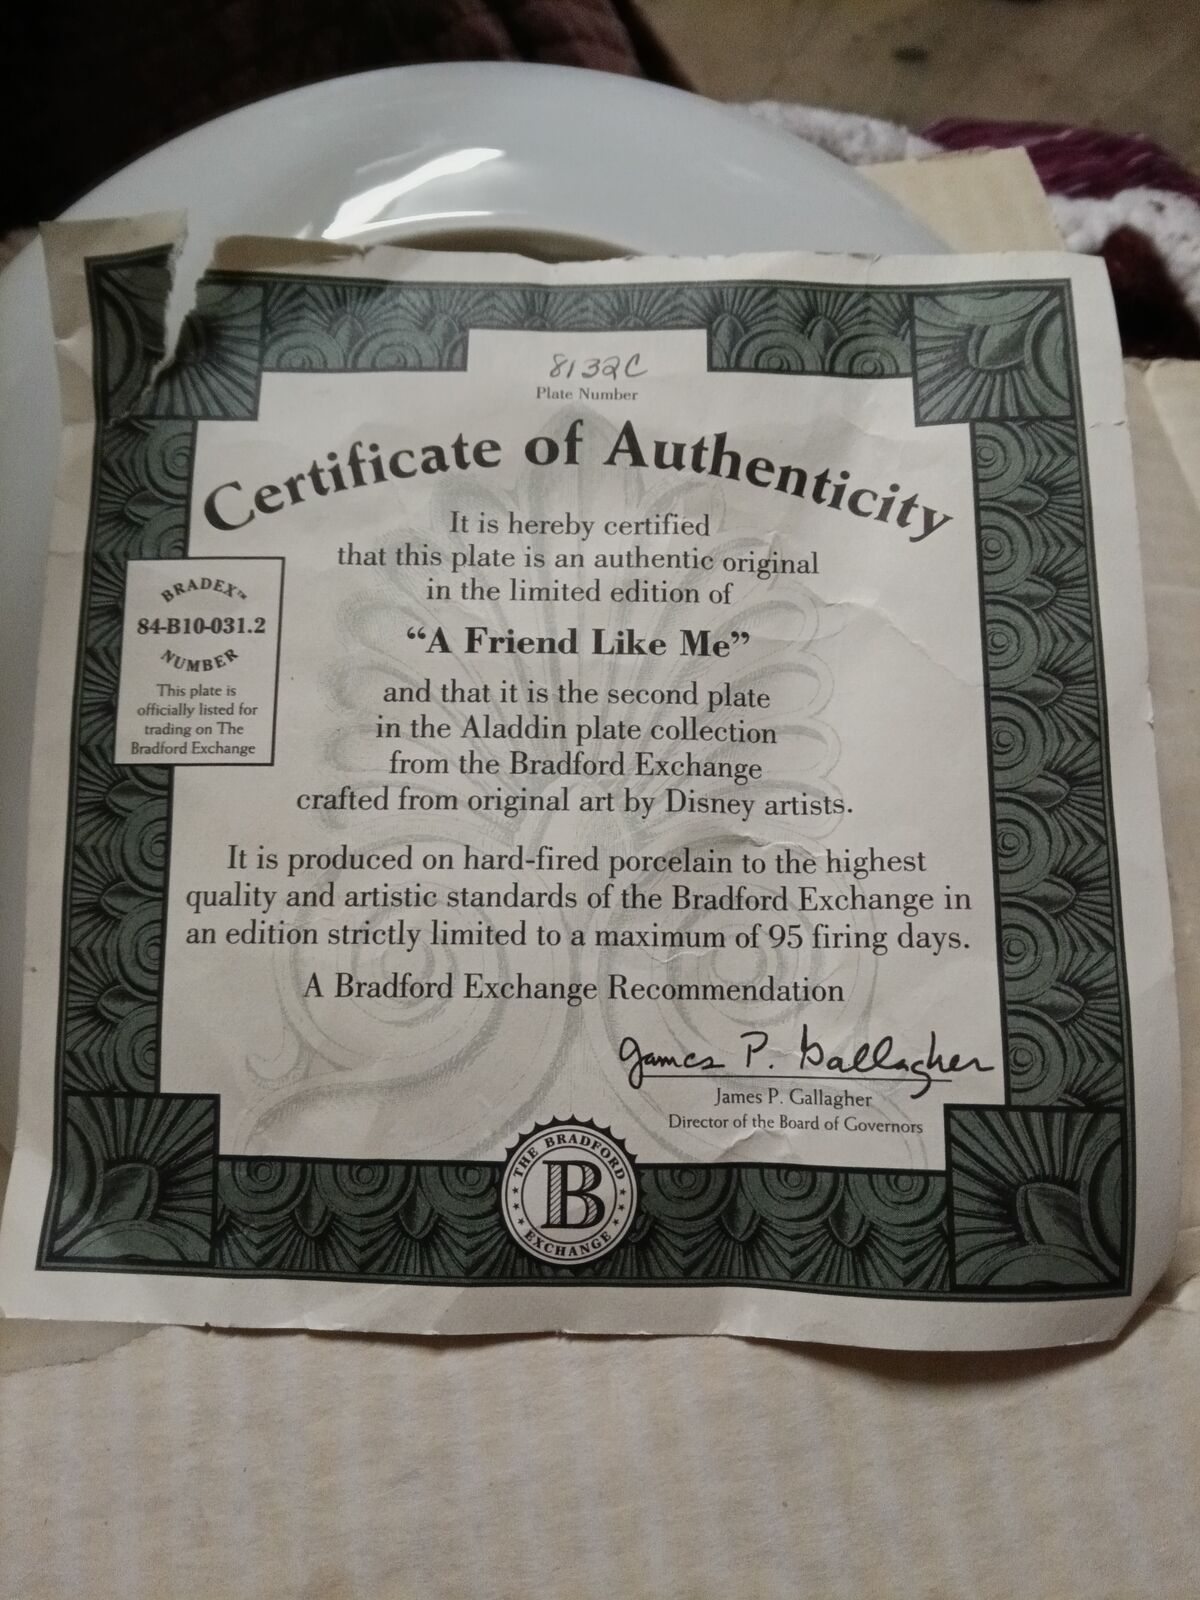 8132C
Plate Number
Certificate of Authenticity
It is hereby certified
that this plate is an authentic original
in the limited edition of
“A Friend Like Me”
and that it is the second plate
in the Aladdin plate collection
from the Bradford Exchange
crafted from original art by Disney artists.
BRADEX™
84-B10-031.2
NUMBER
This plate is
officially listed for
trading on The
Bradford Exchange
It is produced on hard-fired porcelain to the highest
quality and artistic standards of the Bradford Exchange in
an edition strictly limited to a maximum of 95 firing days.
A Bradford Exchange Recommendation
James P. Gallagher
James P. Gallagher
Director of the Board of Governors
THE BRADFORD
B
EXCHANGE